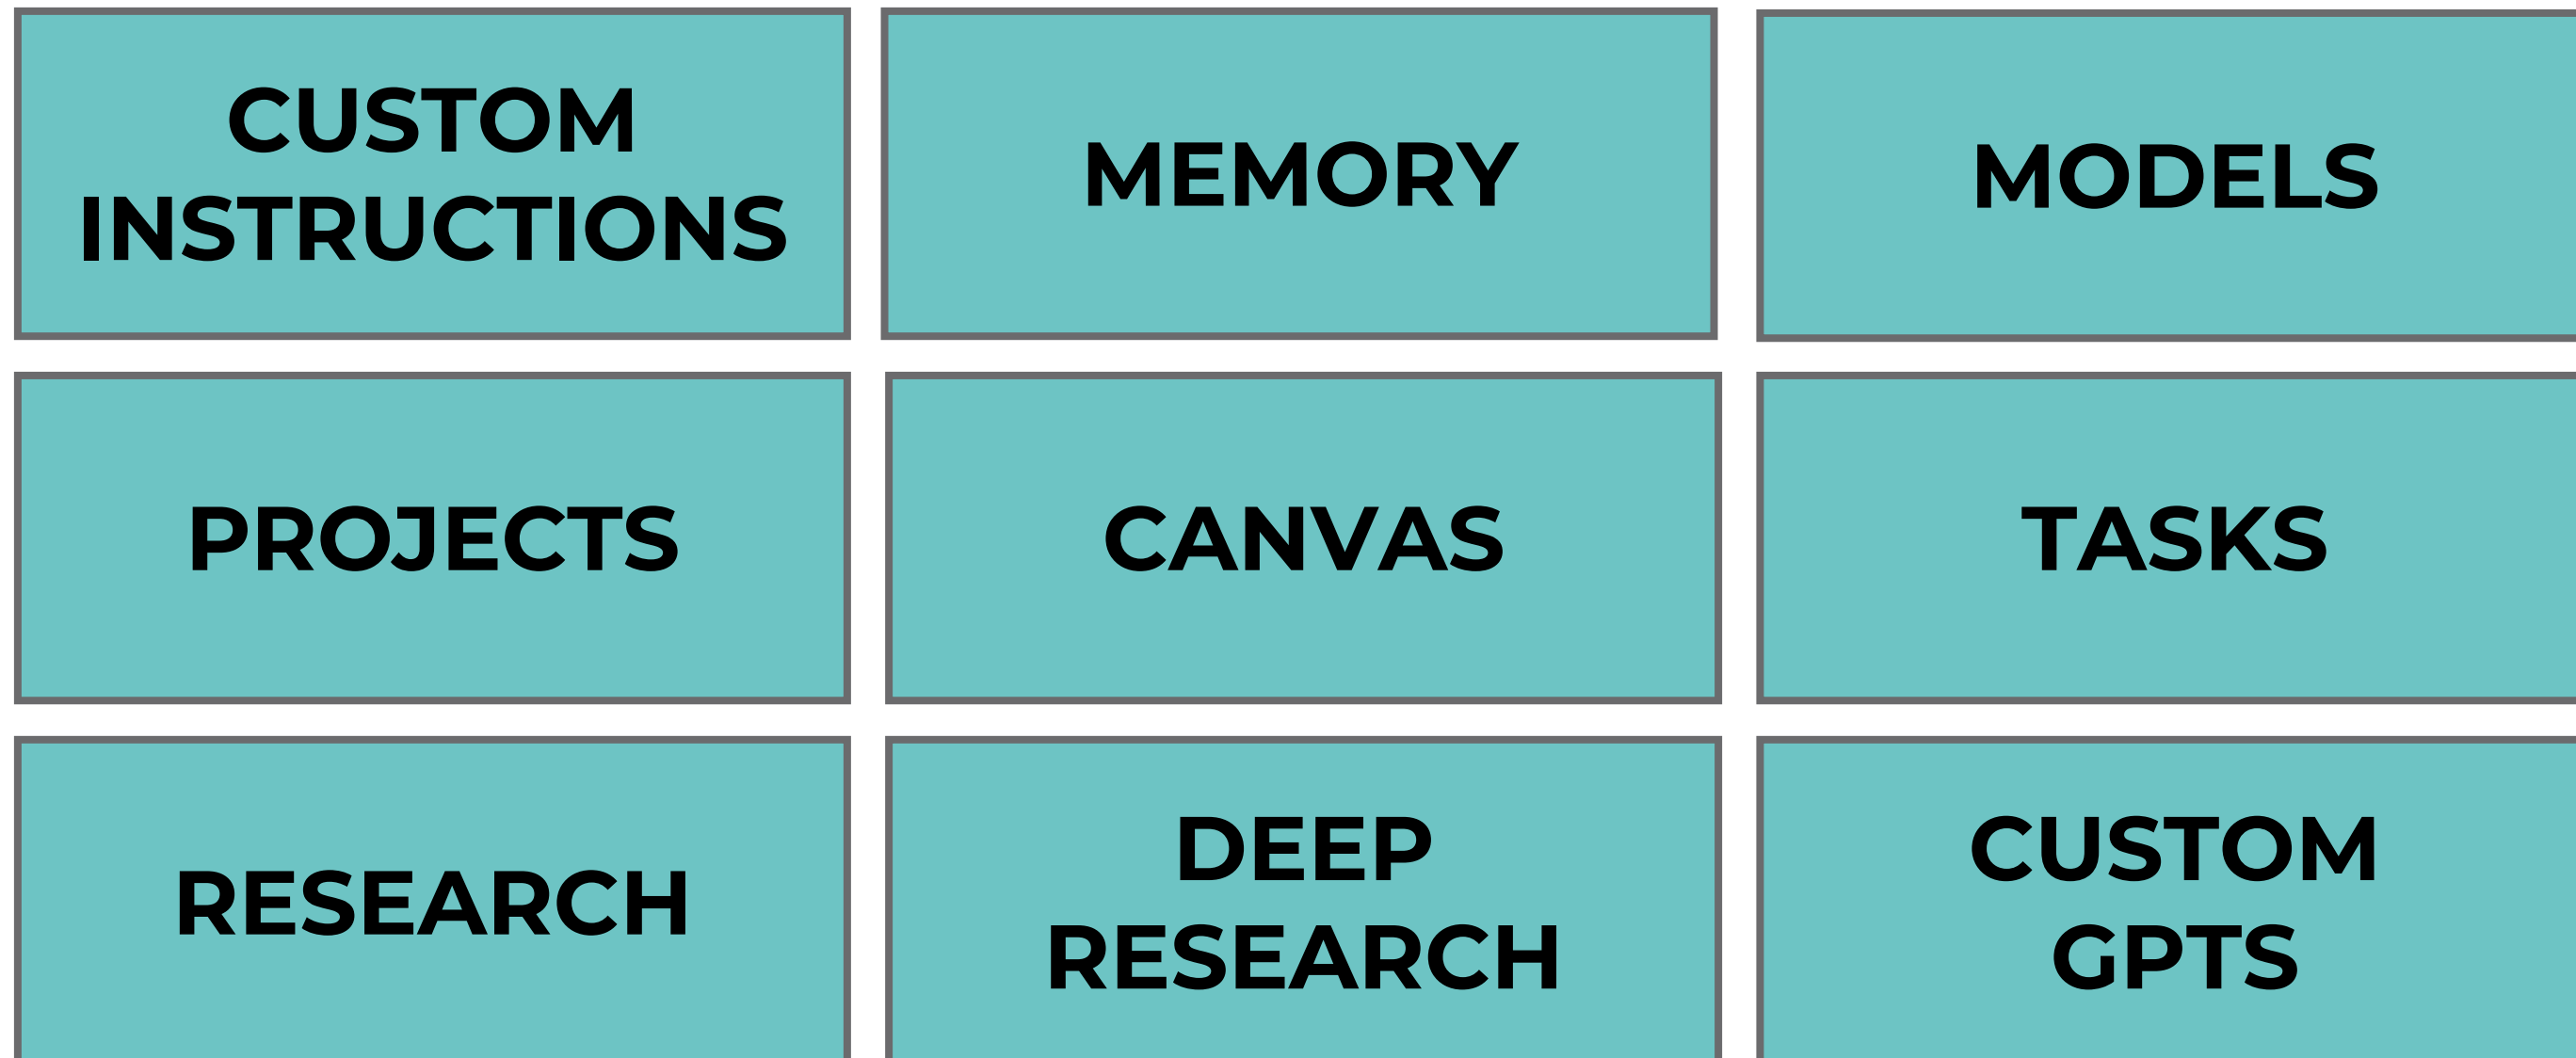 CUSTOM
INSTRUCTIONS
MEMORY
MODELS
PROJECTS
CANVAS
TASKS
RESEARCH
DEEP
RESEARCH
CUSTOM
GPTS